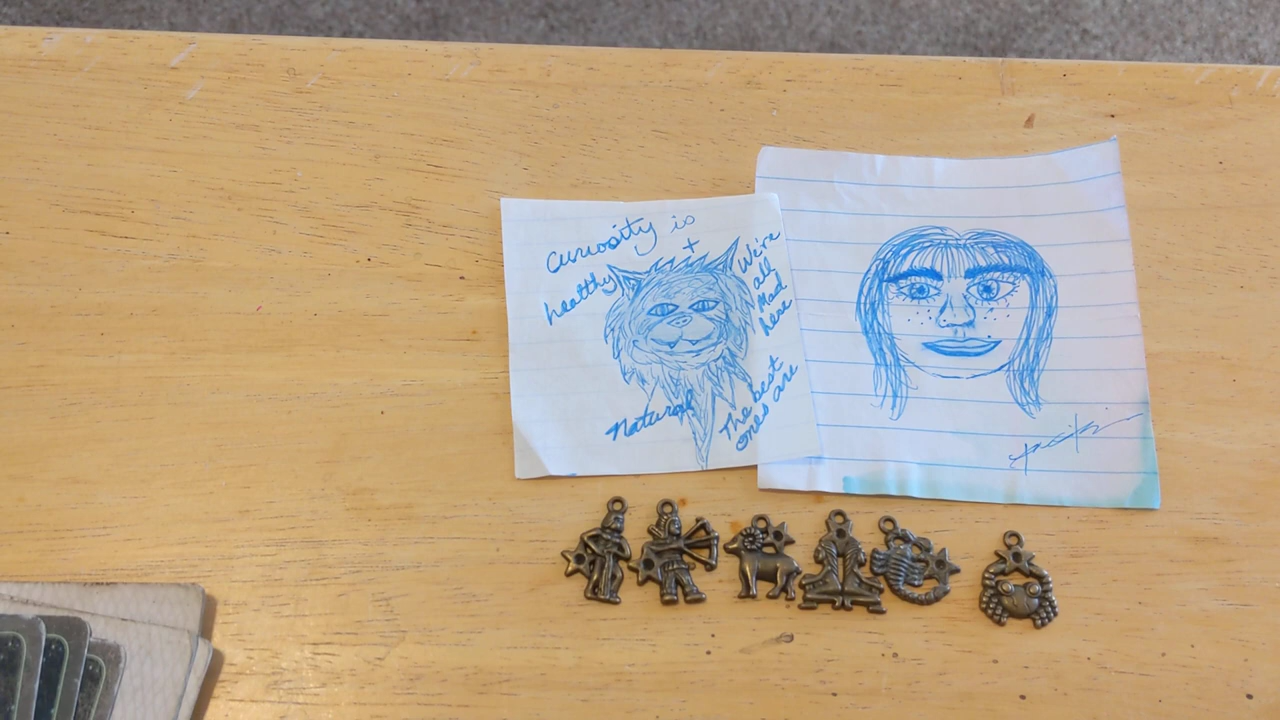 curiosity is
healthy +
Natural
We're
all
Mad
here
The best
ones are